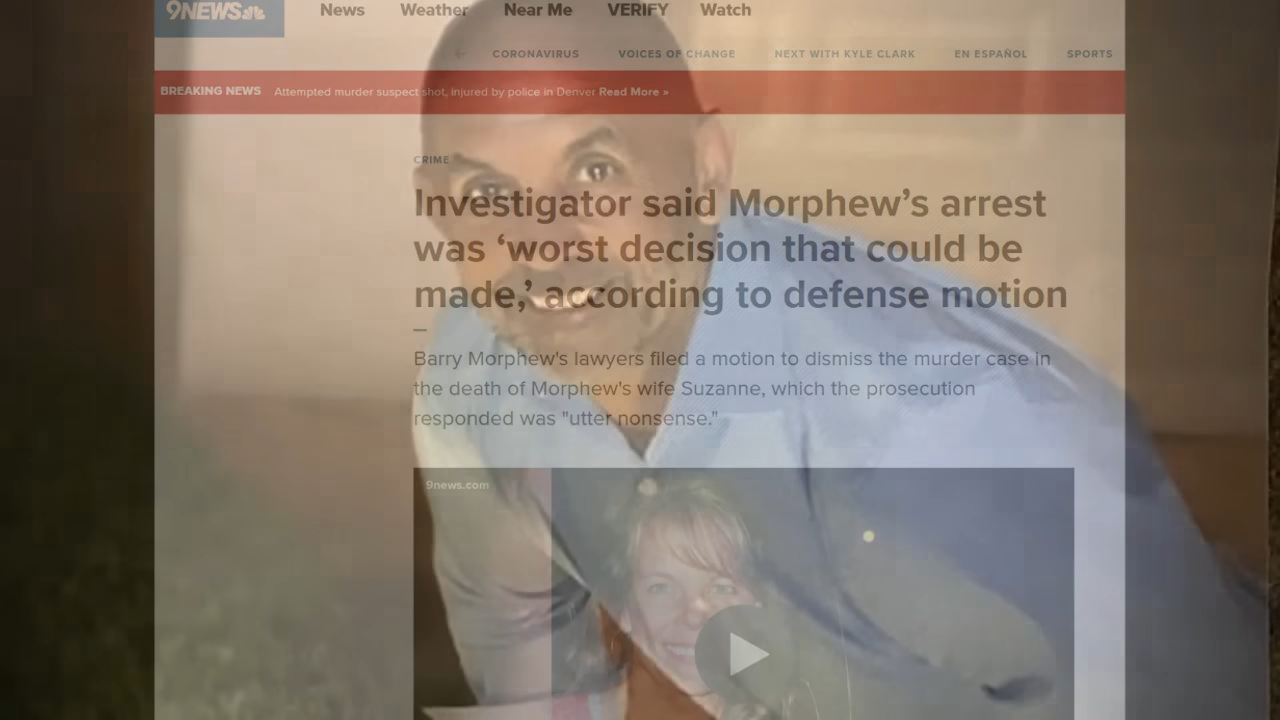 9NEWS
News Weather Near Me VERIFY Watch
CORONAVIRUS VOICES OF CHANGE NEXT WITH KYLE CLARK EN ESPAÑOL SPORTS
BREAKING NEWS Attempted murder suspect shot, injured by police in Denver Read More »
CRIME
Investigator said Morphew’s arrest
was ‘worst decision that could be
made,’ according to defense motion
Barry Morphew's lawyers filed a motion to dismiss the murder case in
the death of Morphew's wife Suzanne, which the prosecution
responded was "utter nonsense."
9news.com